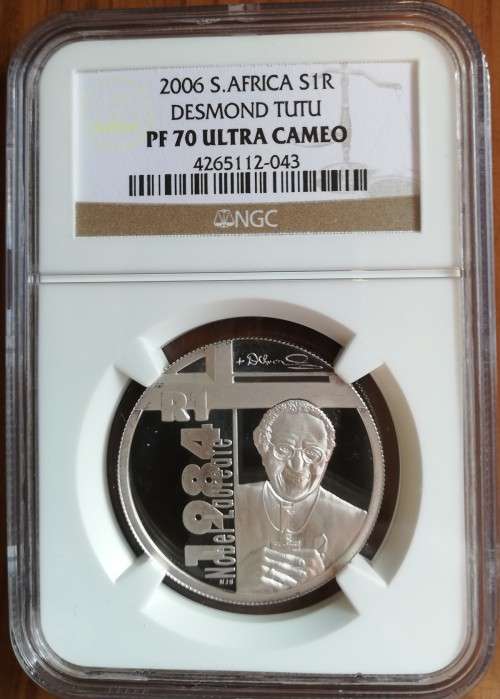 2006 S.AFRICA S1R
DESMOND TUTU
PF 70 ULTRA CAMEO
4265112-043
NGC
R1
1984
Nobel Laureate